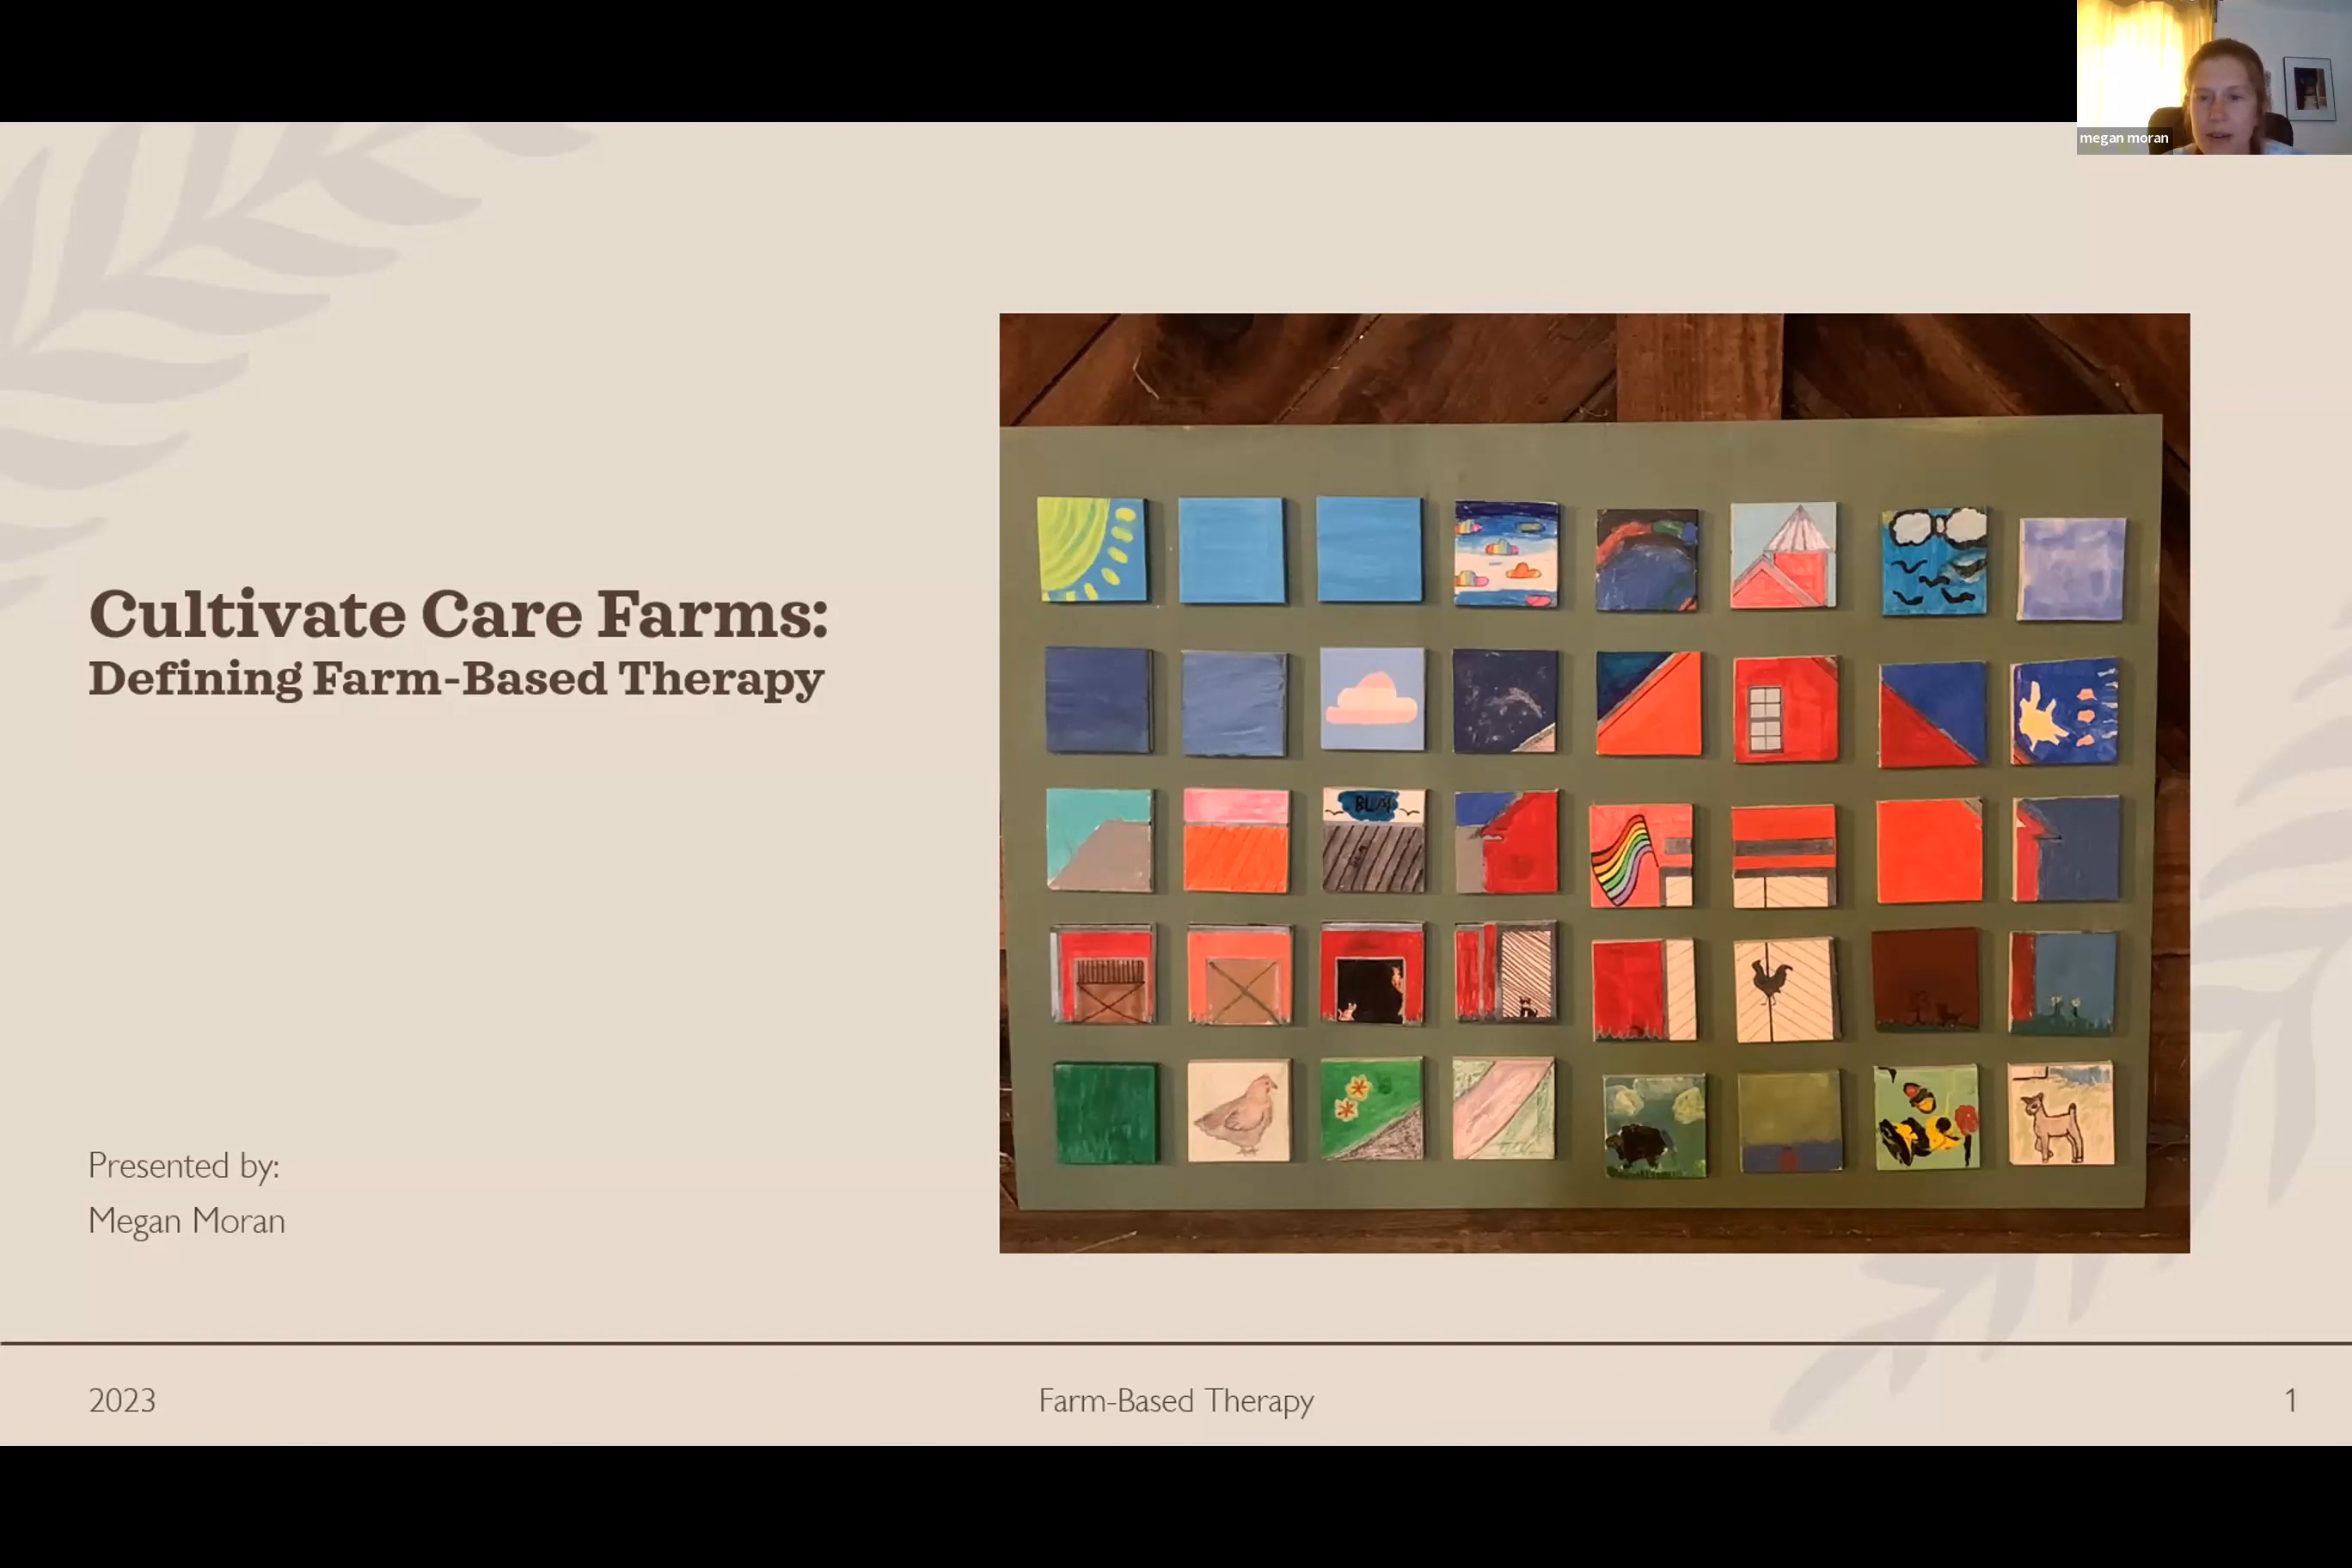 megan moran
Cultivate Care Farms:
Defining Farm-Based Therapy
Presented by:
Megan Moran
2023
Farm-Based Therapy
1